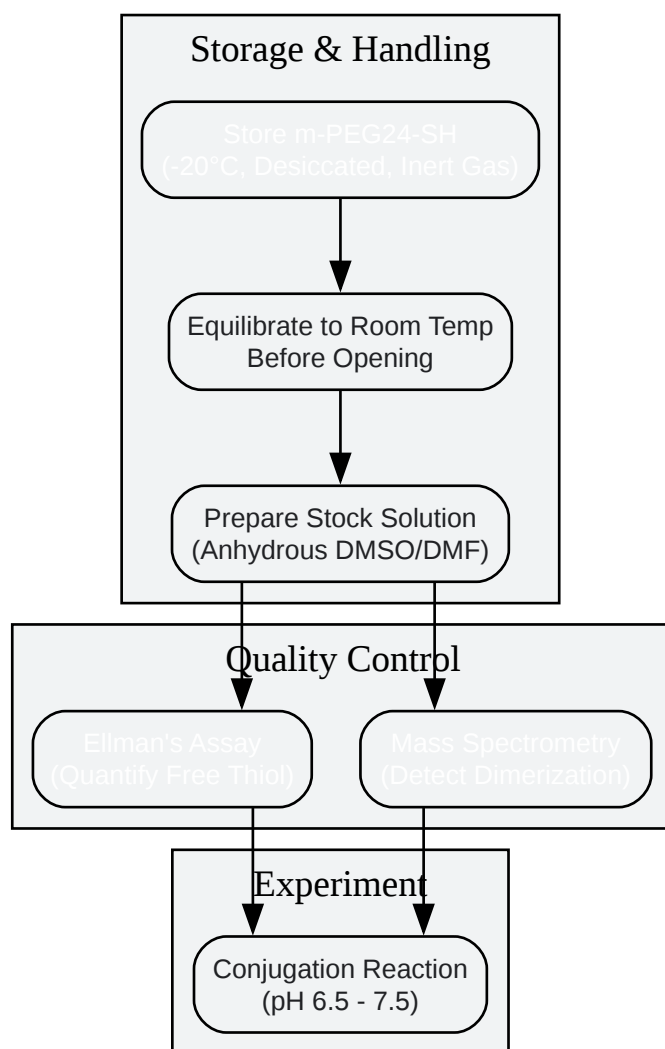 Storage & Handling
Store m-PEG24-SH
(-20°C, Desiccated, Inert Gas)
Equilibrate to Room Temp
Before Opening
Prepare Stock Solution
(Anhydrous DMSO/DMF)
Quality Control
Ellman's Assay
(Quantify Free Thiol)
Mass Spectrometry
(Detect Dimerization)
Experiment
Conjugation Reaction
(pH 6.5 - 7.5)